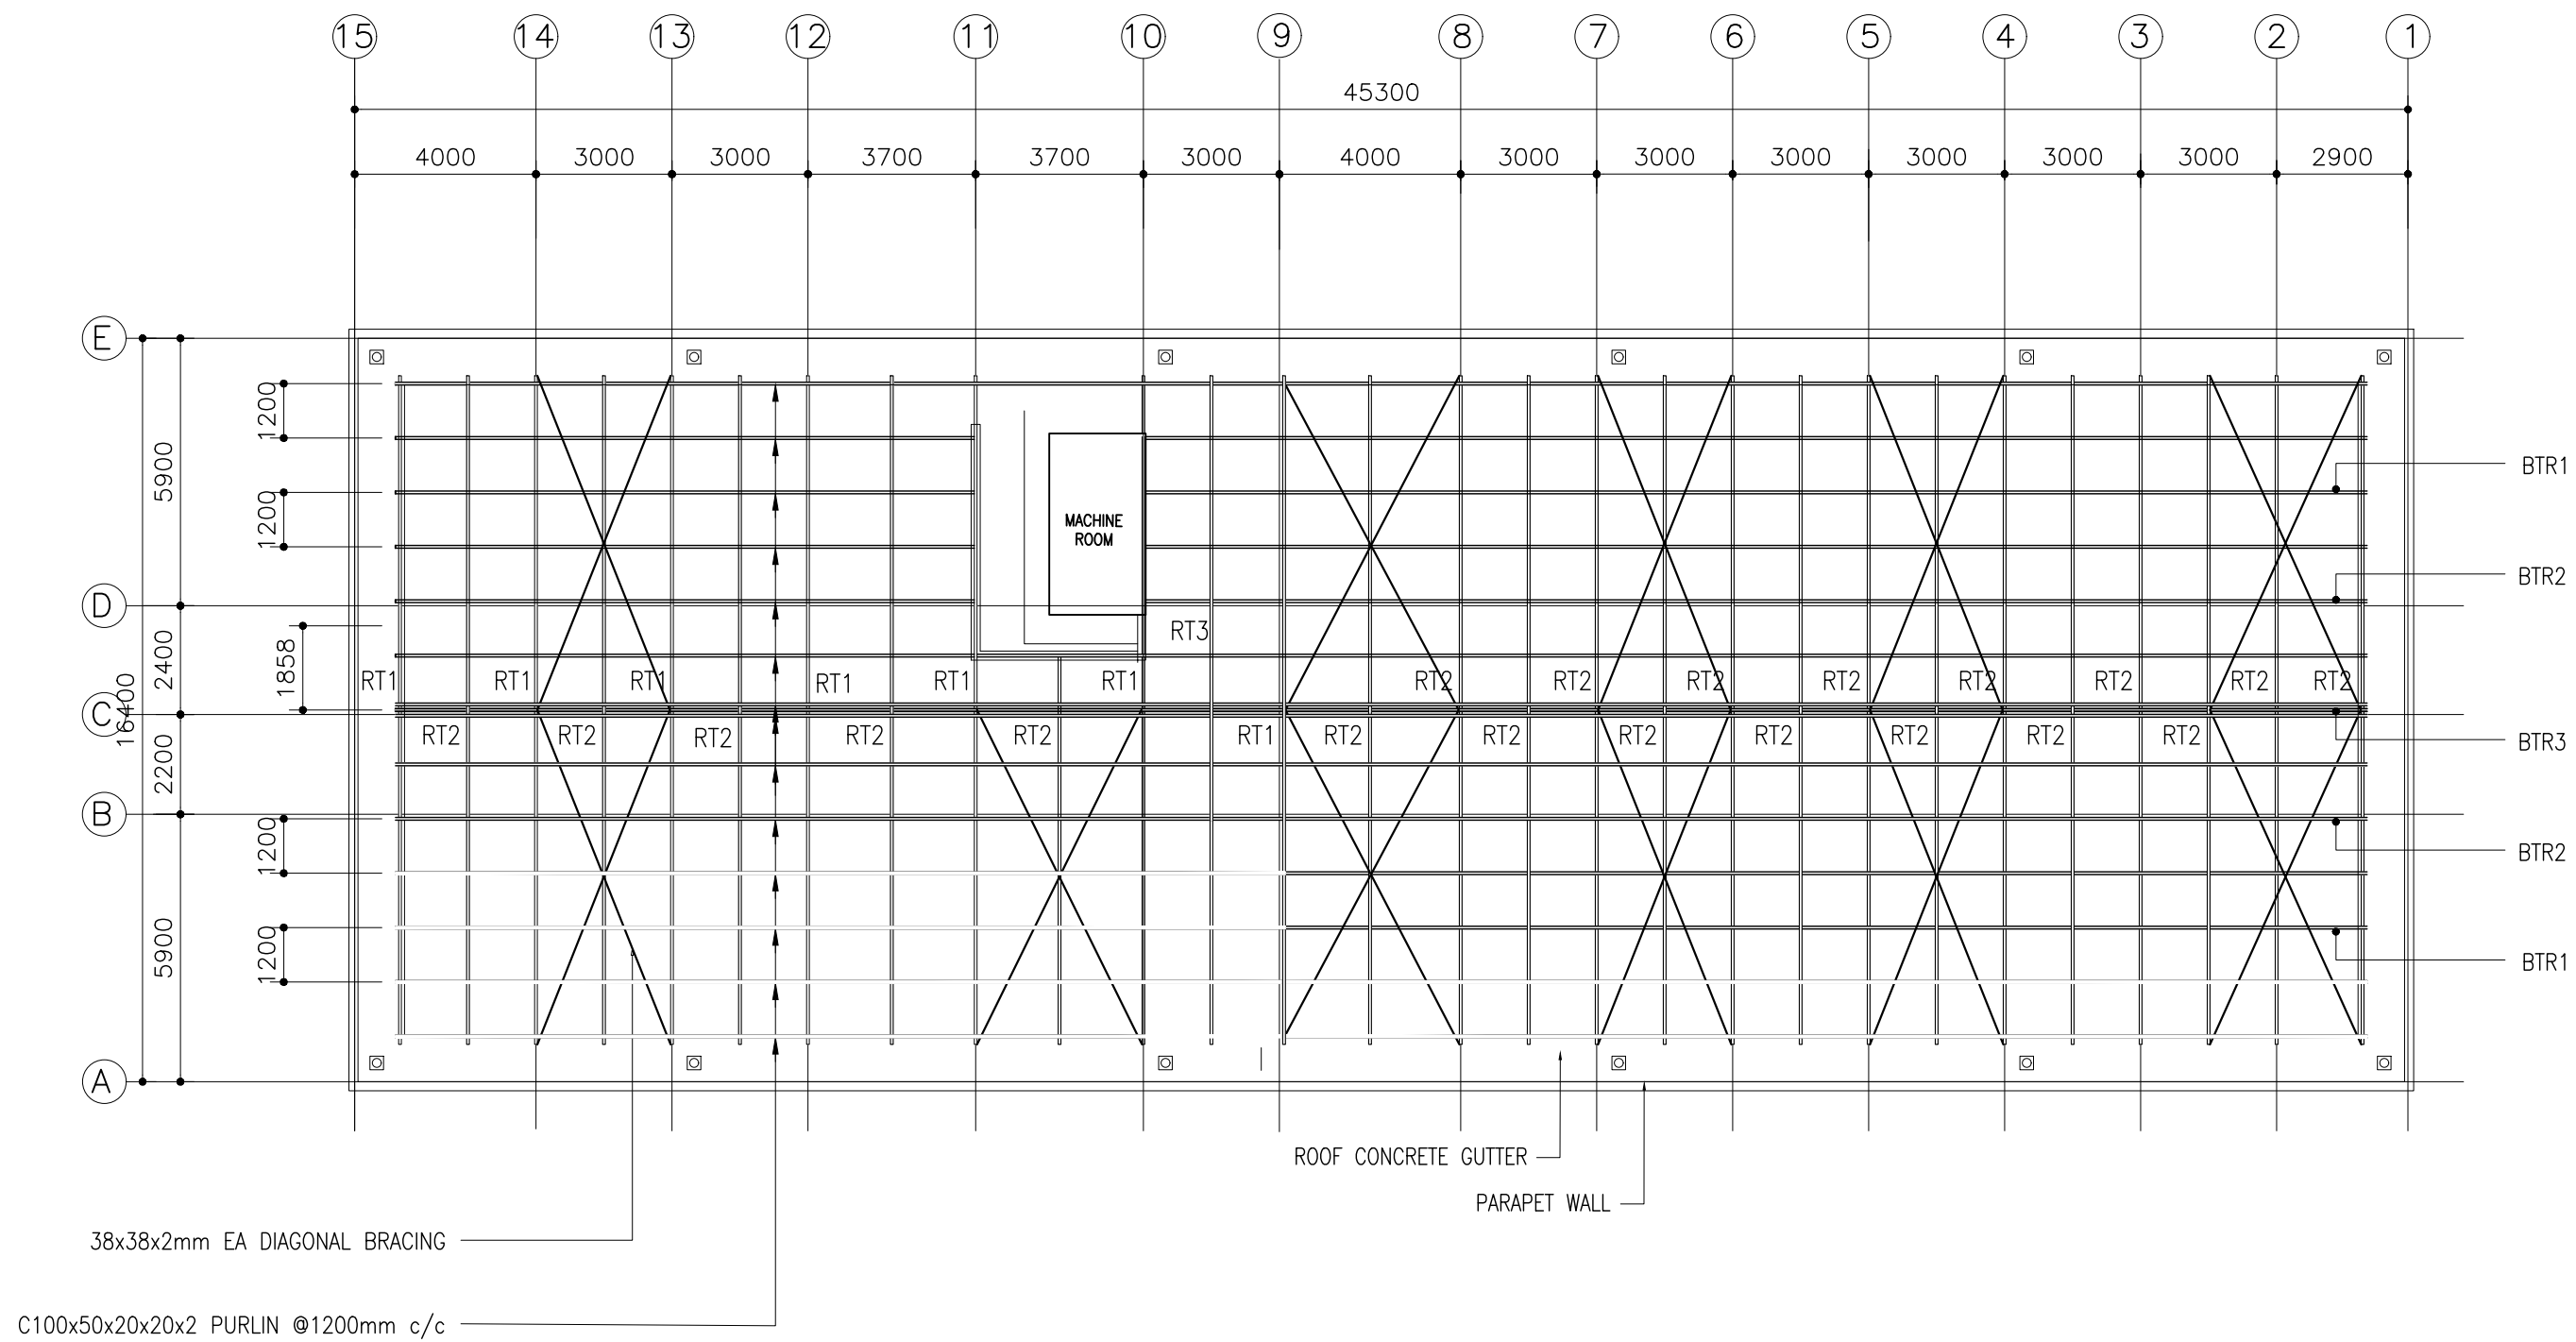 15 14 13 12 11 10 9 8 7 6 5 4 3 2 1
45300
4000 3000 3000 3700 3700 3000 4000 3000 3000 3000 3000 3000 3000 2900
E
1200
5900
BTR1
1200
MACHINE
ROOM
BTR2
D
RT3
2400
1858
RT1 RT1 RT1 RT1 RT1 RT1 RT2 RT2 RT2 RT2 RT2 RT2 RT2 RT2
C
16400
RT2 RT2 RT2 RT2 RT2 RT1 RT2 RT2 RT2 RT2 RT2 RT2 RT2
BTR3
2200
B
1200
BTR2
5900
1200
BTR1
A
ROOF CONCRETE GUTTER
PARAPET WALL
38x38x2mm EA DIAGONAL BRACING
C100x50x20x20x2 PURLIN @1200mm c/c